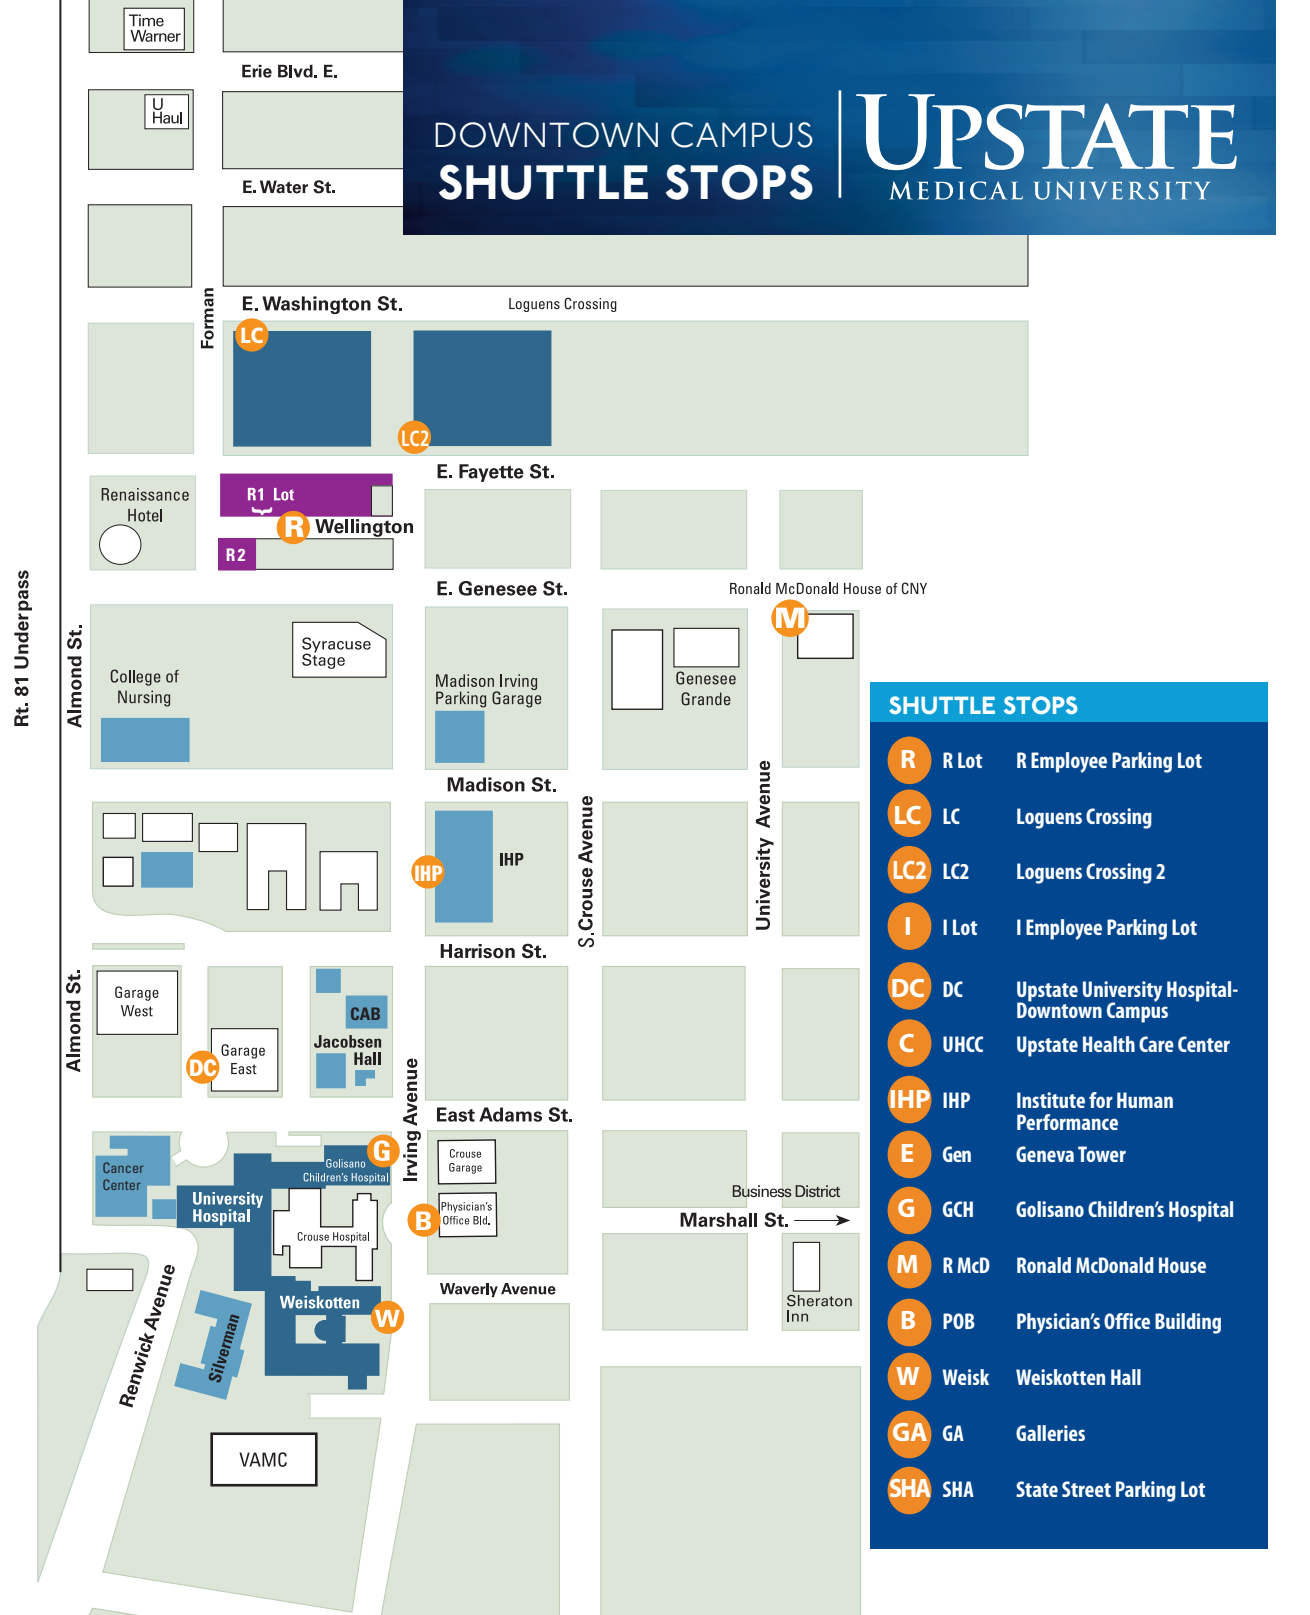 Time
Warner
Erie Blvd. E.
U
Haul
E. Water St.
DOWNTOWN CAMPUS
SHUTTLE STOPS
UPSTATE
MEDICAL UNIVERSITY
E. Washington St.
Loguens Crossing
Forman
LC
LC2
E. Fayette St.
Renaissance
Hotel
R1 Lot
R
Wellington
R2
E. Genesee St.
Ronald McDonald House of CNY
M
Rt. 81 Underpass
Almond St.
Syracuse
Stage
College of
Nursing
Madison Irving
Parking Garage
Genesee
Grande
Madison St.
University Avenue
S. Crouse Avenue
IHP
IHP
Harrison St.
Almond St.
Garage
West
CAB
Jacobsen
Hall
DC
Garage
East
Irving Avenue
East Adams St.
G
Golisano
Children's Hospital
Crouse
Garage
Cancer
Center
University
Hospital
Physician's
Office Bld.
B
Crouse Hospital
Business District
Marshall St.
Waverly Avenue
Weiskotten
W
Sheraton
Inn
Renwick Avenue
Silverman
VAMC
SHUTTLE STOPS
R R Lot R Employee Parking Lot
LC LC Loguens Crossing
LC2 LC2 Loguens Crossing 2
I I Lot I Employee Parking Lot
DC DC Upstate University Hospital-
Downtown Campus
C UHCC Upstate Health Care Center
IHP IHP Institute for Human
Performance
E Gen Geneva Tower
G GCH Golisano Children's Hospital
M R McD Ronald McDonald House
B POB Physician's Office Building
W Weisk Weiskotten Hall
GA GA Galleries
SHA SHA State Street Parking Lot